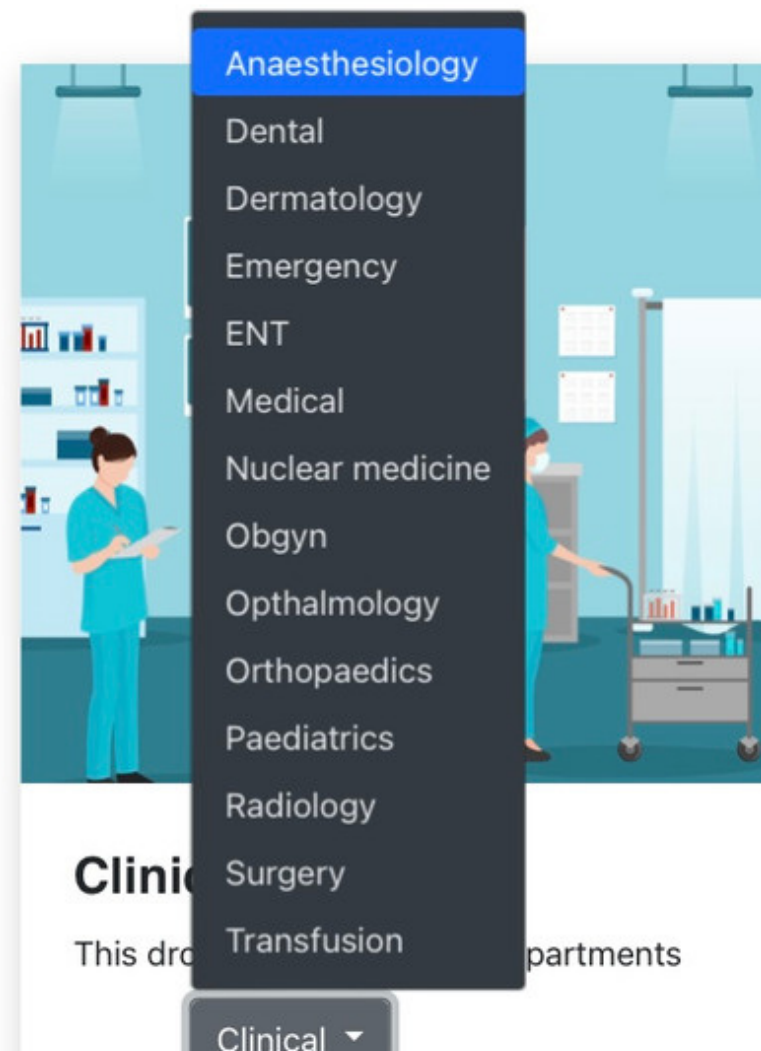 Anaesthesiology
Dental
Dermatology
Emergency
ENT
Medical
Nuclear medicine
Obgyn
Opthalmology
Orthopaedics
Paediatrics
Radiology
Surgery
Transfusion
Clinic
This dro partments
Clinical